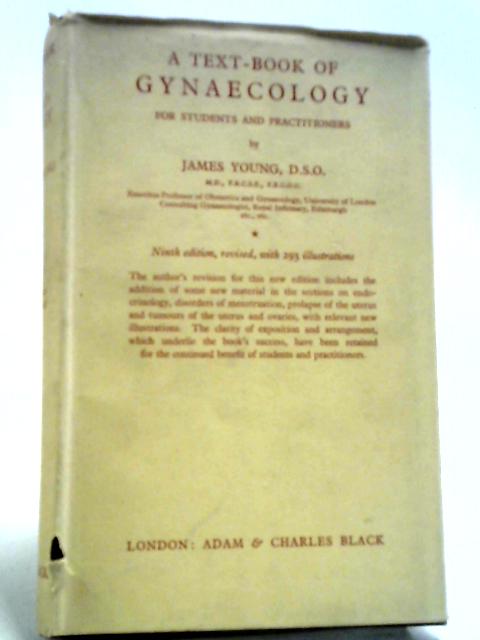 A TEXT-BOOK OF
GYNAECOLOGY
FOR STUDENTS AND PRACTITIONERS
by
JAMES YOUNG, D.S.O.
M.D., F.R.C.S.E., F.R.C.O.G.
Emeritus Professor of Obstetrics and Gynaecology, University of London
Consulting Gynaecologist, Royal Infirmary, Edinburgh
etc., etc.
Ninth edition, revised, with 293 illustrations
The author's revision for this new edition includes the
addition of some new material in the sections on endo-
crinology, disorders of menstruation, prolapse of the uterus
and tumours of the uterus and ovaries, with relevant new
illustrations. The clarity of exposition and arrangement,
which underlie the book's success, have been retained
for the continued benefit of students and practitioners.
LONDON: ADAM & CHARLES BLACK